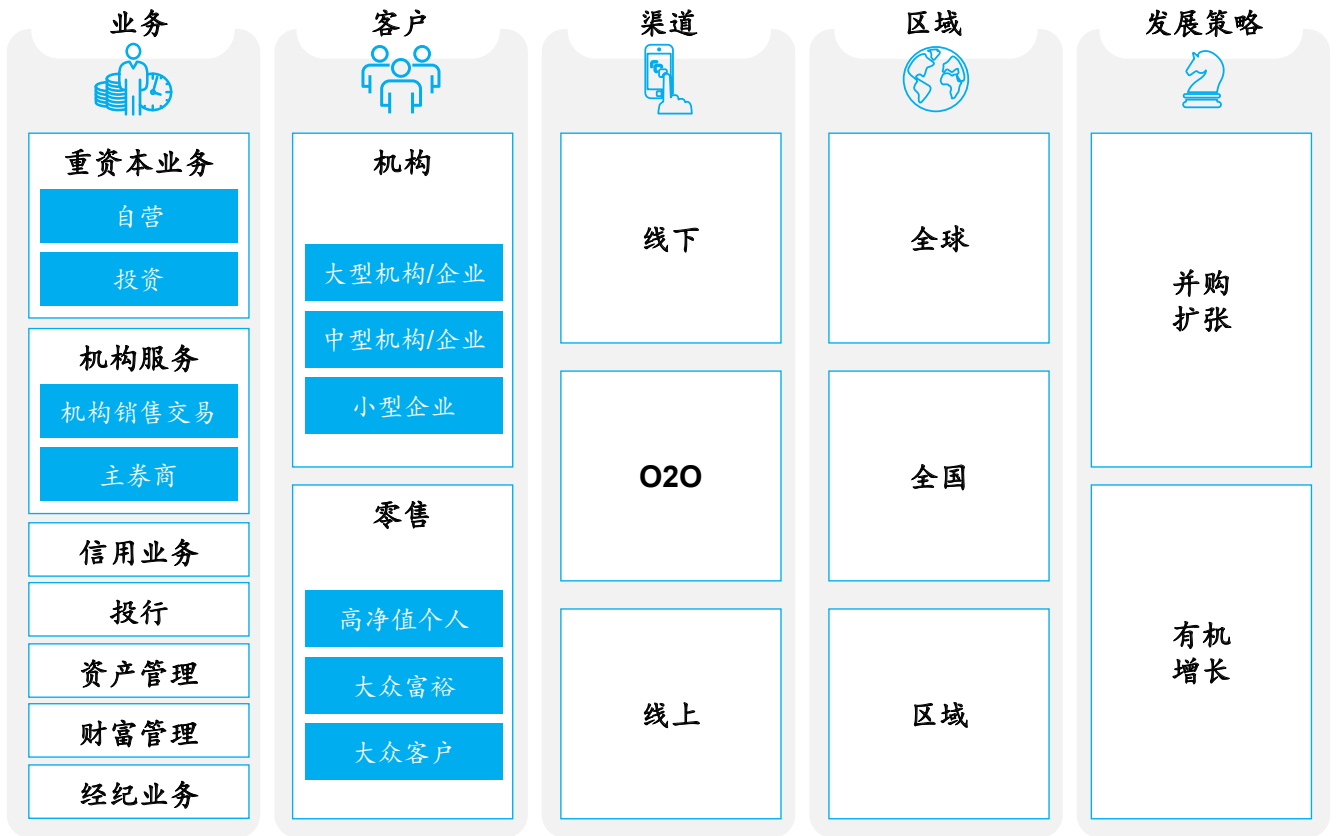 业务
重资本业务
自营
投资
机构服务
机构销售交易
主券商
信用业务
投行
资产管理
财富管理
经纪业务
客户
机构
大型机构/企业
中型机构/企业
小型企业
零售
高净值个人
大众富裕
大众客户
渠道
线下
O2O
线上
区域
全球
全国
区域
发展策略
并购
扩张
有机
增长